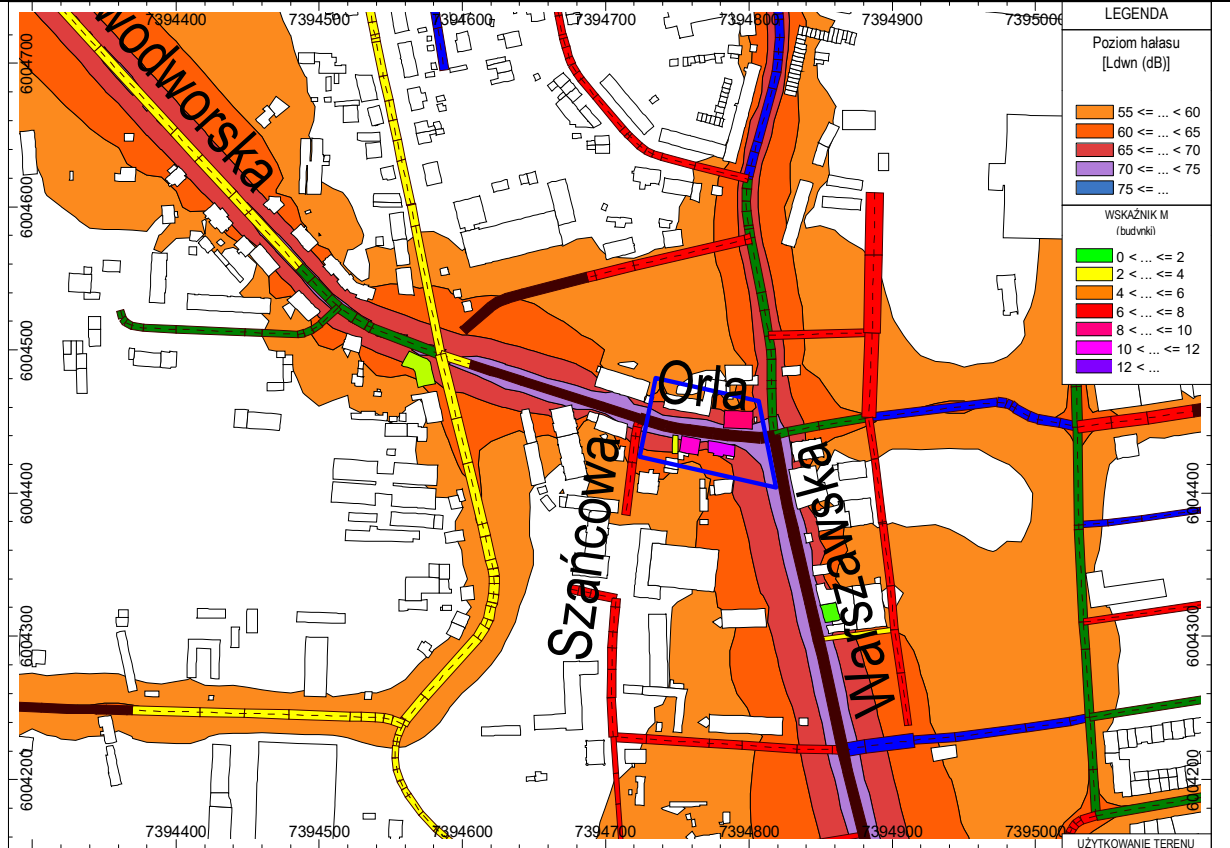 7394400 7394500 7394600 7394700 7394800 7394900 7395000
LEGENDA
Poziom hałasu
[Ldwn (dB)]
55 <= ... < 60
60 <= ... < 65
65 <= ... < 70
70 <= ... < 75
75 <= ...
WSKAŹNIK M
(budynki)
0 < ... <= 2
2 < ... <= 4
4 < ... <= 6
6 < ... <= 8
8 < ... <= 10
10 < ... <= 12
12 < ...
wodworska
Orla
Szańcowa
Warszawska
6004700
6004600
6004500
6004400
6004300
6004200
6004400
6004300
6004200
7394400 7394500 7394600 7394700 7394800 7394900 7395000
UŻYTKOWANIE TERENU